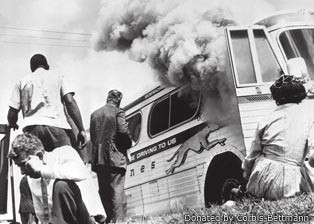 DRIVING TO US
nes
Donated by Corbis-Bettmann